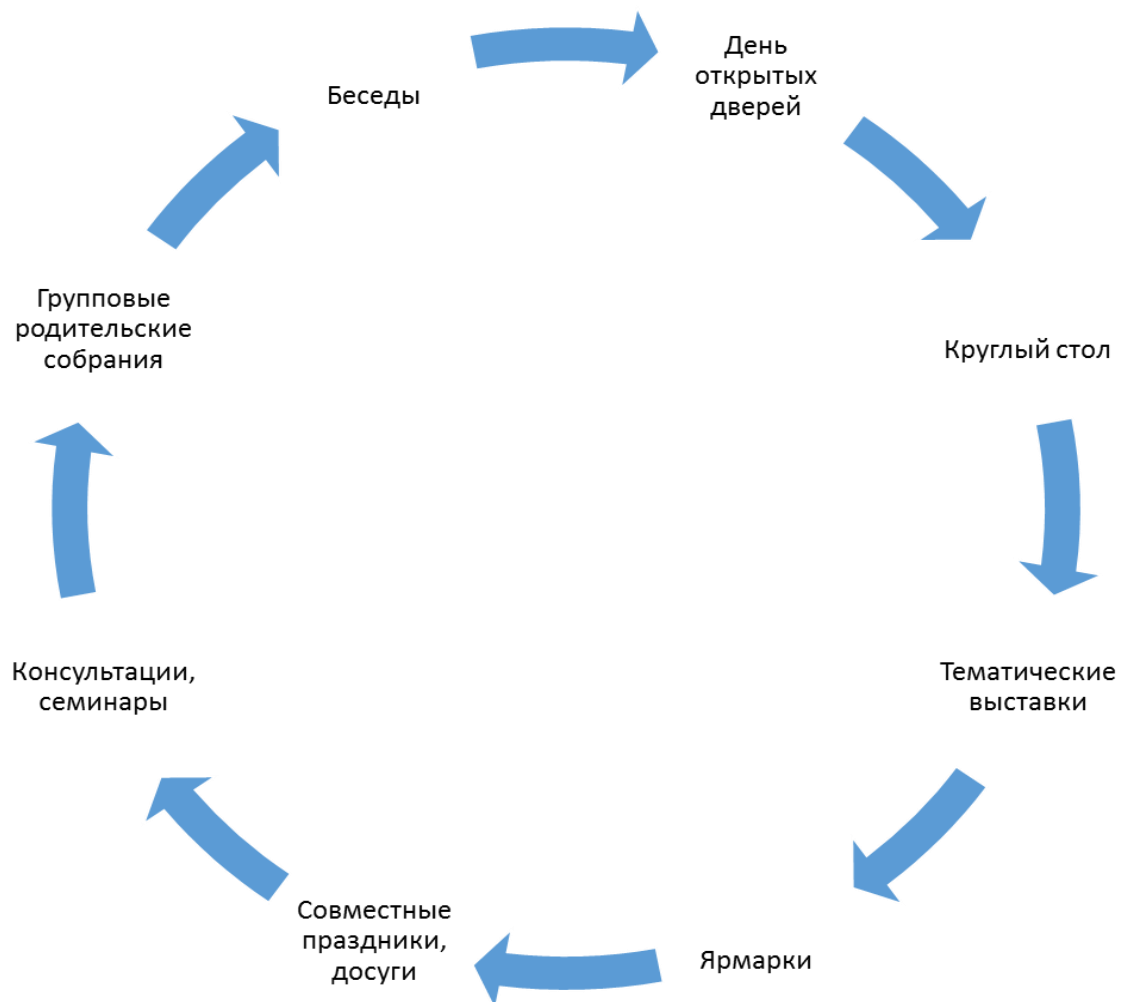 День
открытых
дверей
Круглый стол
Тематические
выставки
Ярмарки
Совместные
праздники,
досуги
Консультации,
семинары
Групповые
родительские
собрания
Беседы